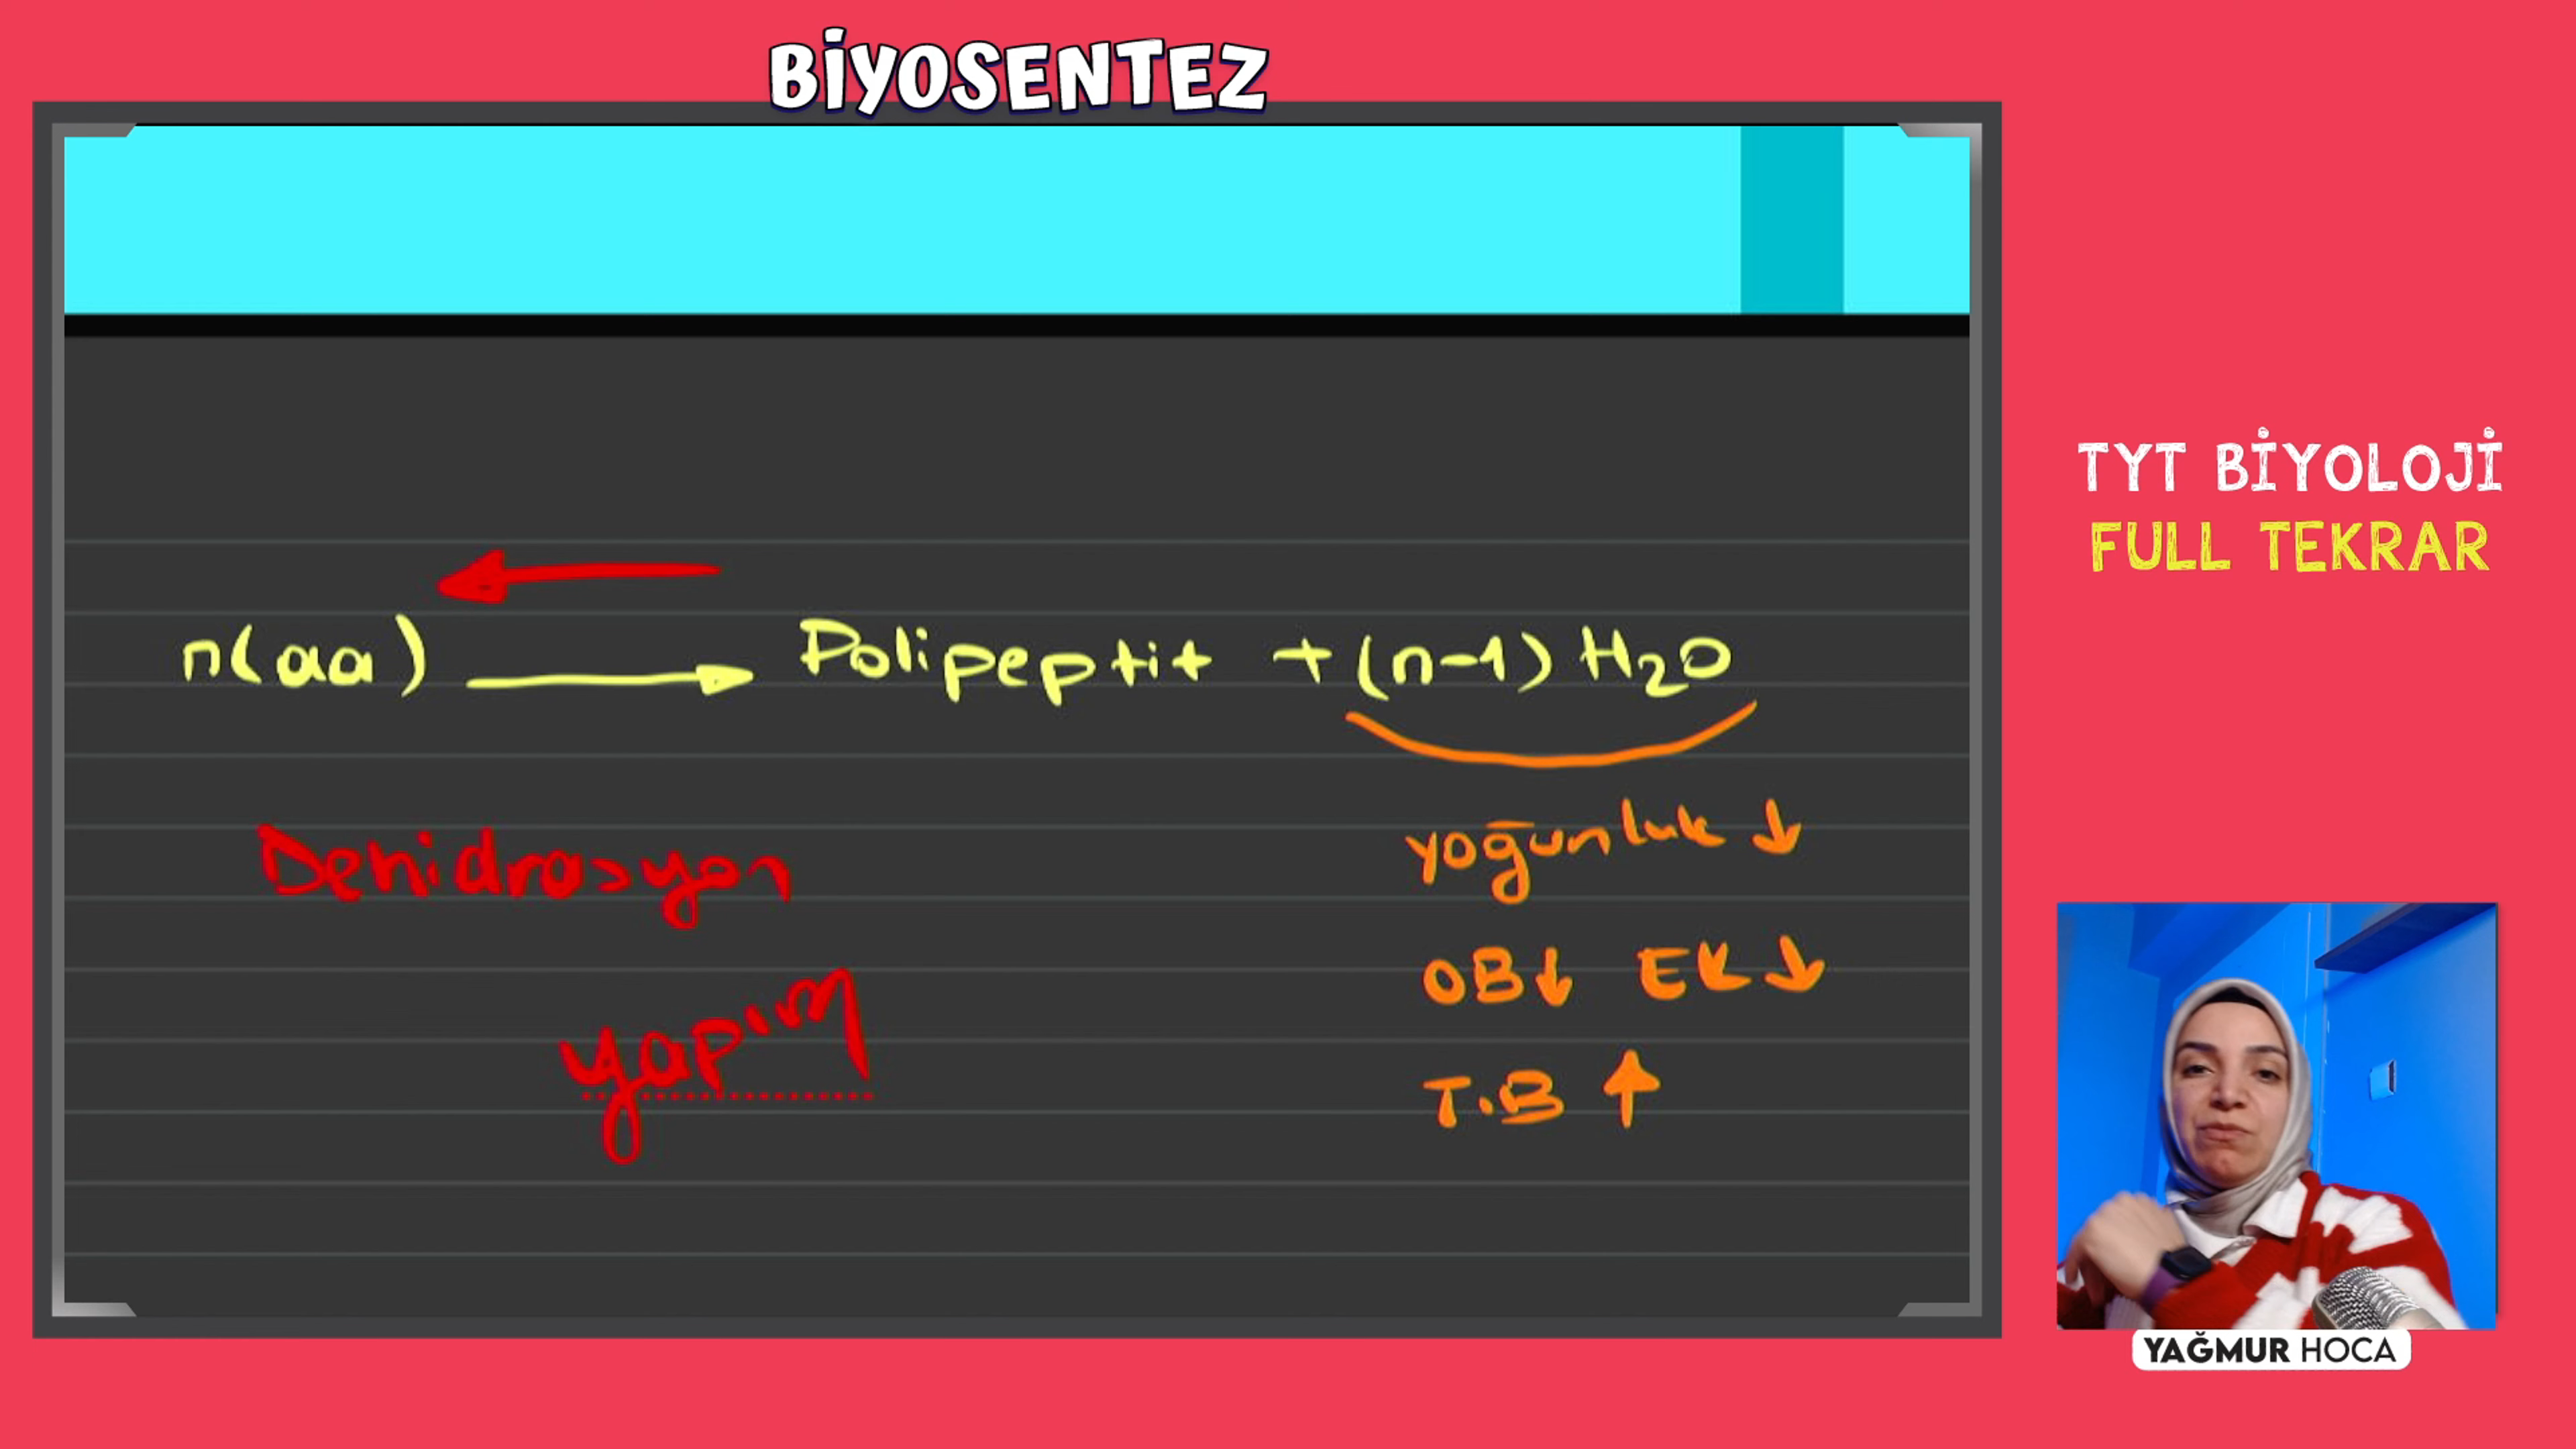 BİYOSENTEZ
TYT BİYOLOJİ
FULL TEKRAR
n(aa) → Polipeptit + (n-1) H₂O
Dehidrasyon
yapım
yoğunluk ↓
OB↓ EK↓
T.B ↑
YAĞMUR HOCA